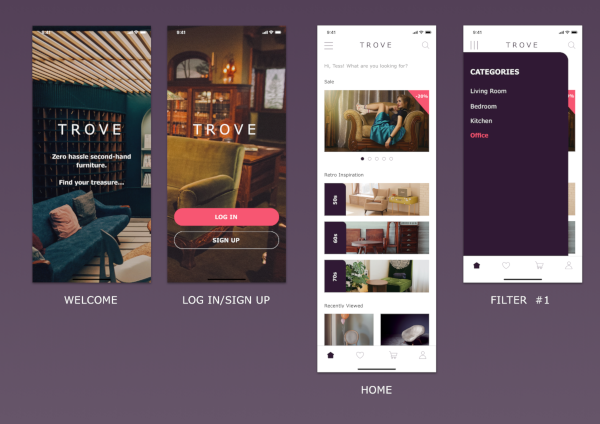 9:41
TROVE
Zero hassle second-hand
furniture.
Find your treasure...
WELCOME
9:41
TROVE
LOG IN
SIGN UP
LOG IN/SIGN UP
9:41
TROVE
Hi, Tess! What are you looking for?
Sale
-20%
Retro Inspiration
50s
60s
70s
Recently Viewed
HOME
9:41
TROVE
CATEGORIES
Living Room
Bedroom
Kitchen
Office
FILTER #1